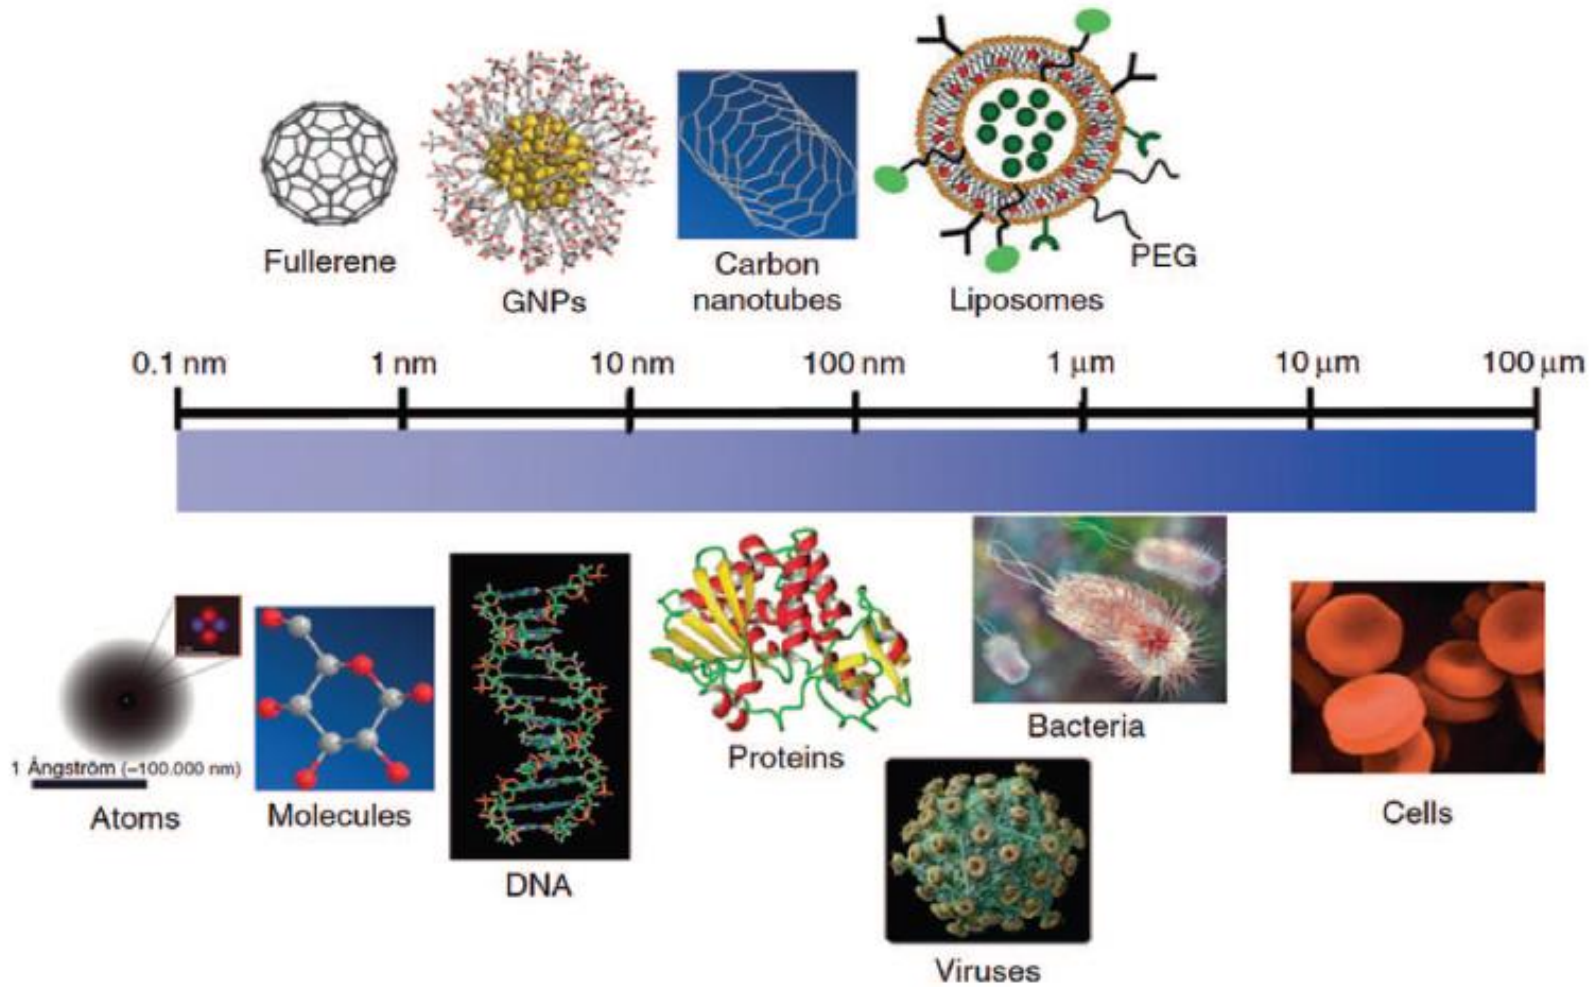 Fullerene
GNPs
Carbon
nanotubes
Liposomes
PEG
0.1 nm
1 nm
10 nm
100 nm
1 μm
10 μm
100 μm
1 Ångström (–100.000 nm)
Atoms
Molecules
DNA
Proteins
Bacteria
Viruses
Cells